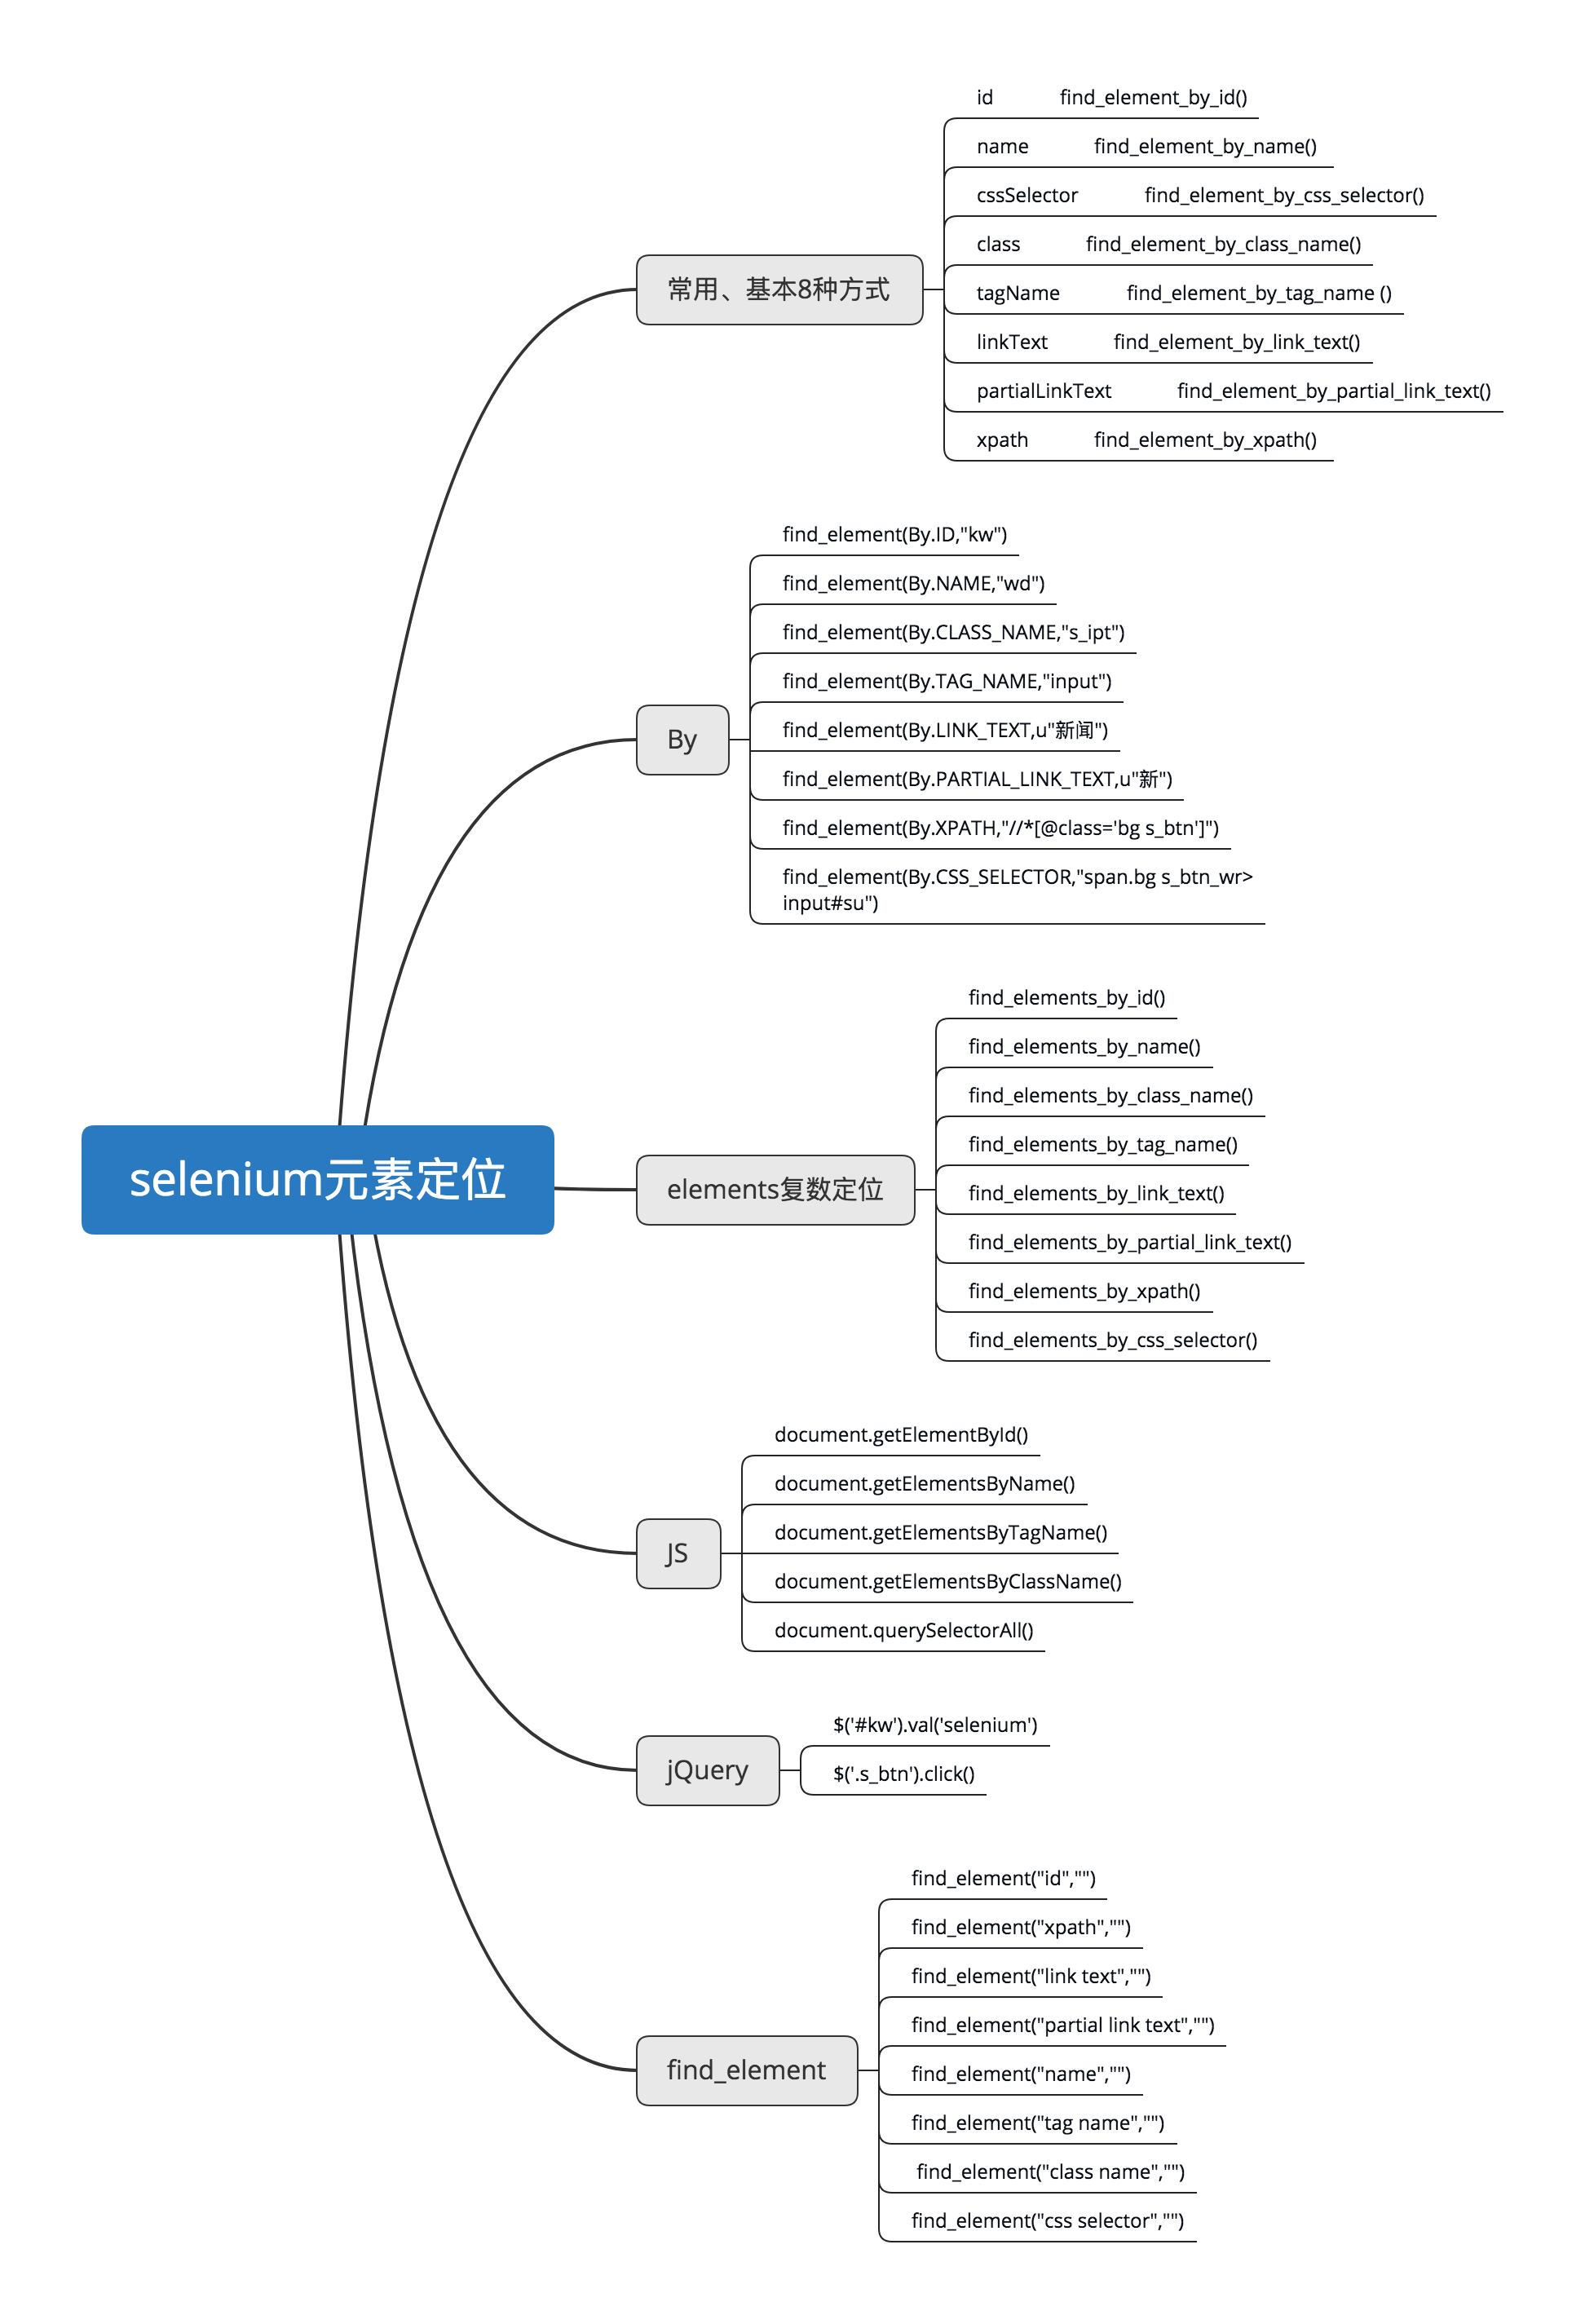 selenium元素定位
常用、基本8种方式
id find_element_by_id()
name find_element_by_name()
cssSelector find_element_by_css_selector()
class find_element_by_class_name()
tagName find_element_by_tag_name ()
linkText find_element_by_link_text()
partialLinkText find_element_by_partial_link_text()
xpath find_element_by_xpath()
By
find_element(By.ID,"kw")
find_element(By.NAME,"wd")
find_element(By.CLASS_NAME,"s_ipt")
find_element(By.TAG_NAME,"input")
find_element(By.LINK_TEXT,u"新闻")
find_element(By.PARTIAL_LINK_TEXT,u"新")
find_element(By.XPATH,"//*[@class='bg s_btn']")
find_element(By.CSS_SELECTOR,"span.bg s_btn_wr>
input#su")
elements复数定位
find_elements_by_id()
find_elements_by_name()
find_elements_by_class_name()
find_elements_by_tag_name()
find_elements_by_link_text()
find_elements_by_partial_link_text()
find_elements_by_xpath()
find_elements_by_css_selector()
JS
document.getElementById()
document.getElementsByName()
document.getElementsByTagName()
document.getElementsByClassName()
document.querySelectorAll()
jQuery
$('#kw').val('selenium')
$('.s_btn').click()
find_element
find_element("id","")
find_element("xpath","")
find_element("link text","")
find_element("partial link text","")
find_element("name","")
find_element("tag name","")
find_element("class name","")
find_element("css selector","")